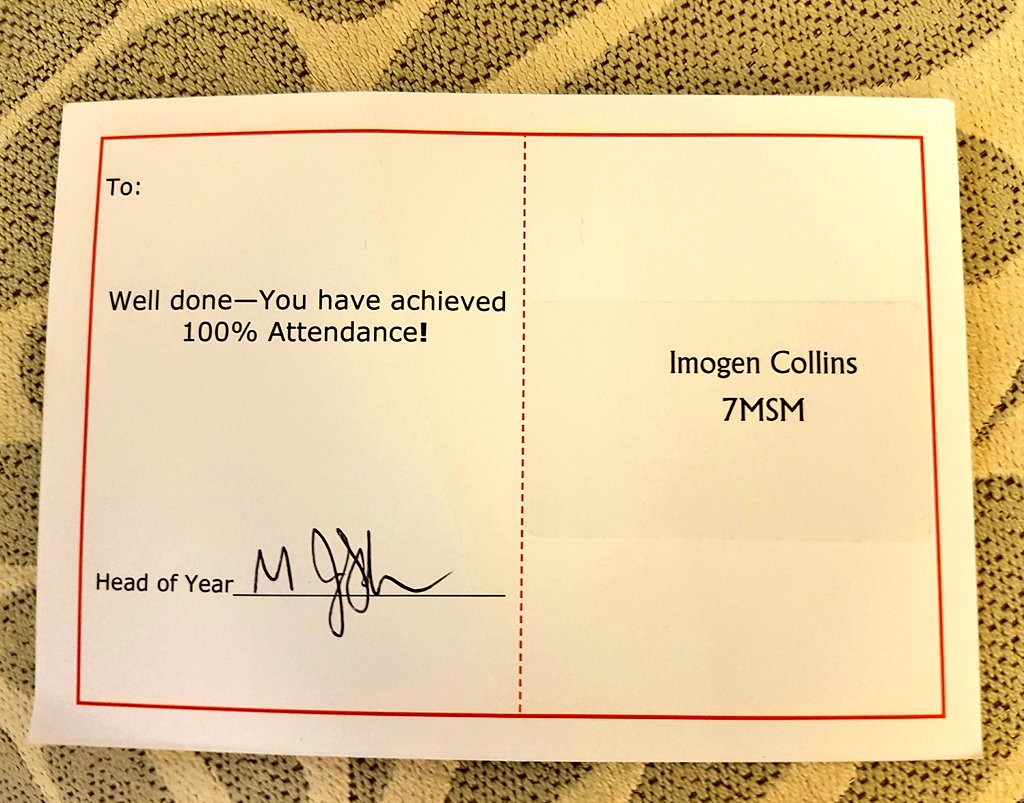 To:
Well done—You have achieved
100% Attendance!
Head of Year M
Imogen Collins
7MSM